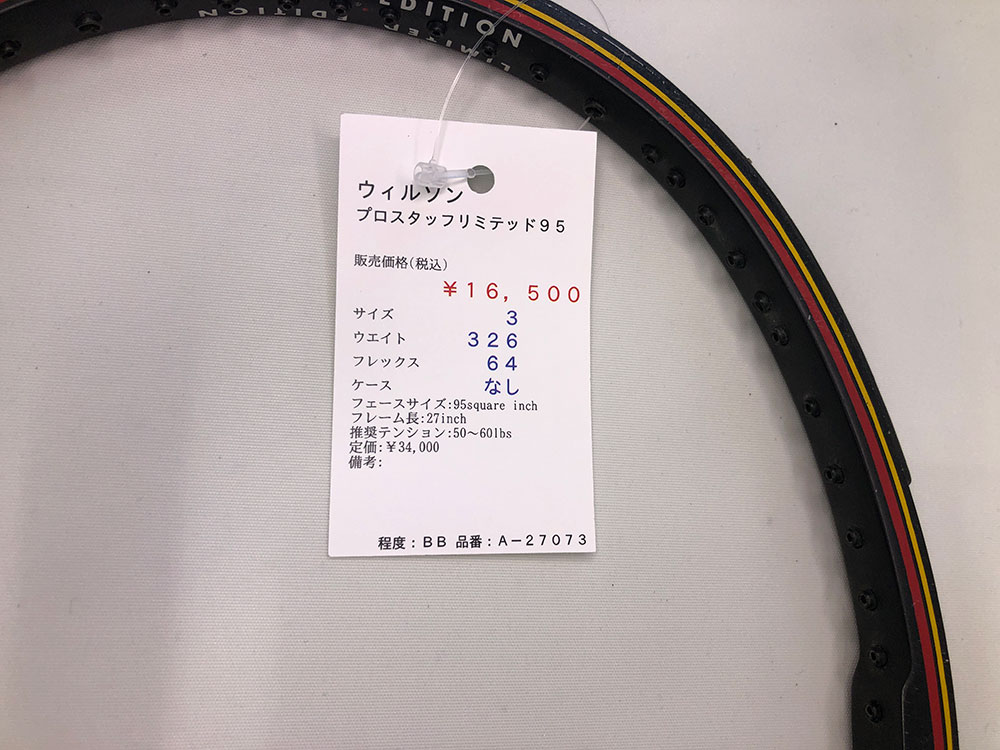 EDITION
LIMITED EDITION
ウィルソン
プロスタッフリミテッド95
販売価格(税込)
¥16,500
サイズ 3
ウエイト 326
フレックス 64
ケース なし
フェースサイズ:95square inch
フレーム長:27inch
推奨テンション:50～60lbs
定価:¥34,000
備考:
程度:BB 品番:A－27073